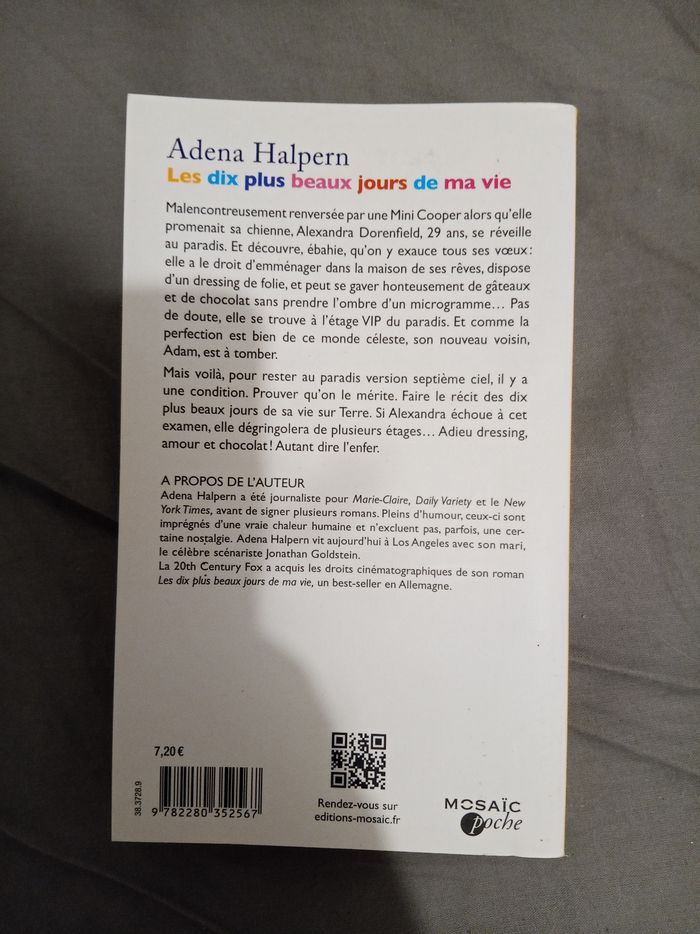 Adena Halpern
Les dix plus beaux jours de ma vie
Malencontreusement renversée par une Mini Cooper alors qu'elle
promenait sa chienne, Alexandra Dorenfield, 29 ans, se réveille
au paradis. Et découvre, ébahie, qu'on y exauce tous ses vœux :
elle a le droit d'emménager dans la maison de ses rêves, dispose
d'un dressing de folie, et peut se gaver honteusement de gâteaux
et de chocolat sans prendre l'ombre d'un microgramme… Pas
de doute, elle se trouve à l'étage VIP du paradis. Et comme la
perfection est bien de ce monde céleste, son nouveau voisin,
Adam, est à tomber.
Mais voilà, pour rester au paradis version septième ciel, il y a
une condition. Prouver qu'on le mérite. Faire le récit des dix
plus beaux jours de sa vie sur Terre. Si Alexandra échoue à cet
examen, elle dégringolera de plusieurs étages… Adieu dressing,
amour et chocolat ! Autant dire l'enfer.
A PROPOS DE L'AUTEUR
Adena Halpern a été journaliste pour Marie-Claire, Daily Variety et le New
York Times, avant de signer plusieurs romans. Pleins d'humour, ceux-ci sont
imprégnés d'une vraie chaleur humaine et n'excluent pas, parfois, une cer-
taine nostalgie. Adena Halpern vit aujourd'hui à Los Angeles avec son mari,
le célèbre scénariste Jonathan Goldstein.
La 20th Century Fox a acquis les droits cinématographiques de son roman
Les dix plus beaux jours de ma vie, un best-seller en Allemagne.
7,20 €
38.3728.9
9 782280 352567
Rendez-vous sur
editions-mosaic.fr
MOSAÏC
poche